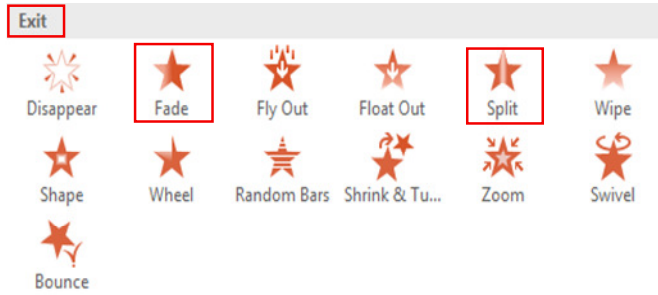 Exit
Disappear Fade Fly Out Float Out Split Wipe
Shape Wheel Random Bars Shrink & Tu... Zoom Swivel
Bounce